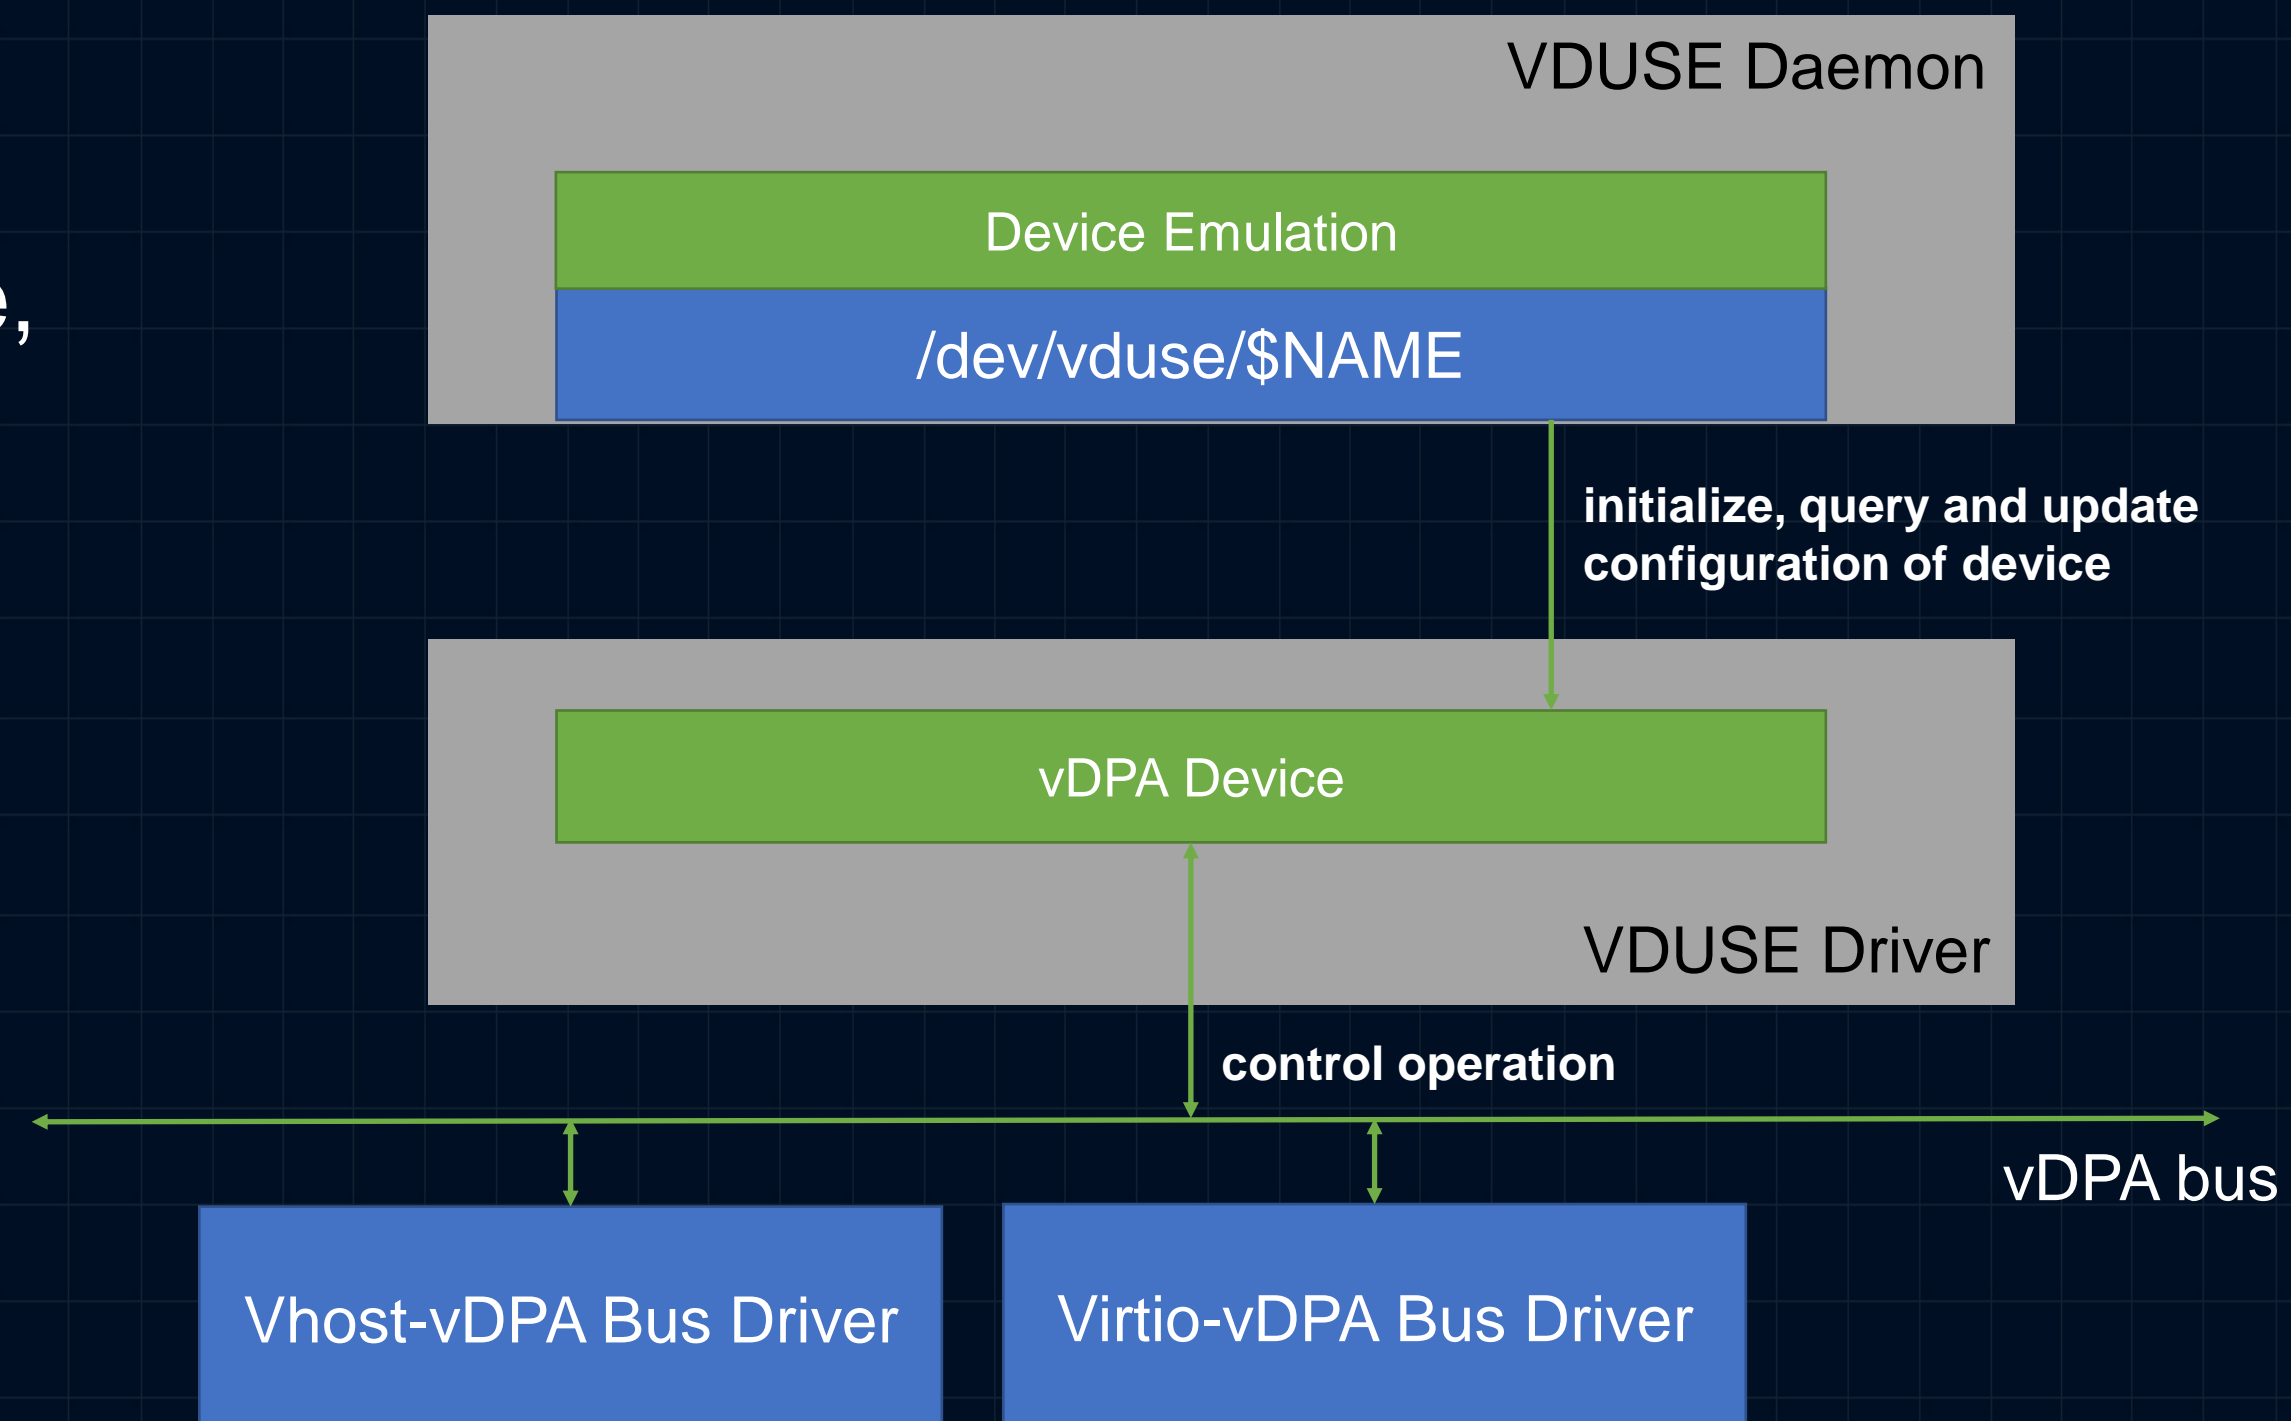 VDUSE Daemon
Device Emulation
e,
/dev/vduse/$NAME
initialize, query and update
configuration of device
vDPA Device
VDUSE Driver
control operation
vDPA bus
Vhost-vDPA Bus Driver
Virtio-vDPA Bus Driver